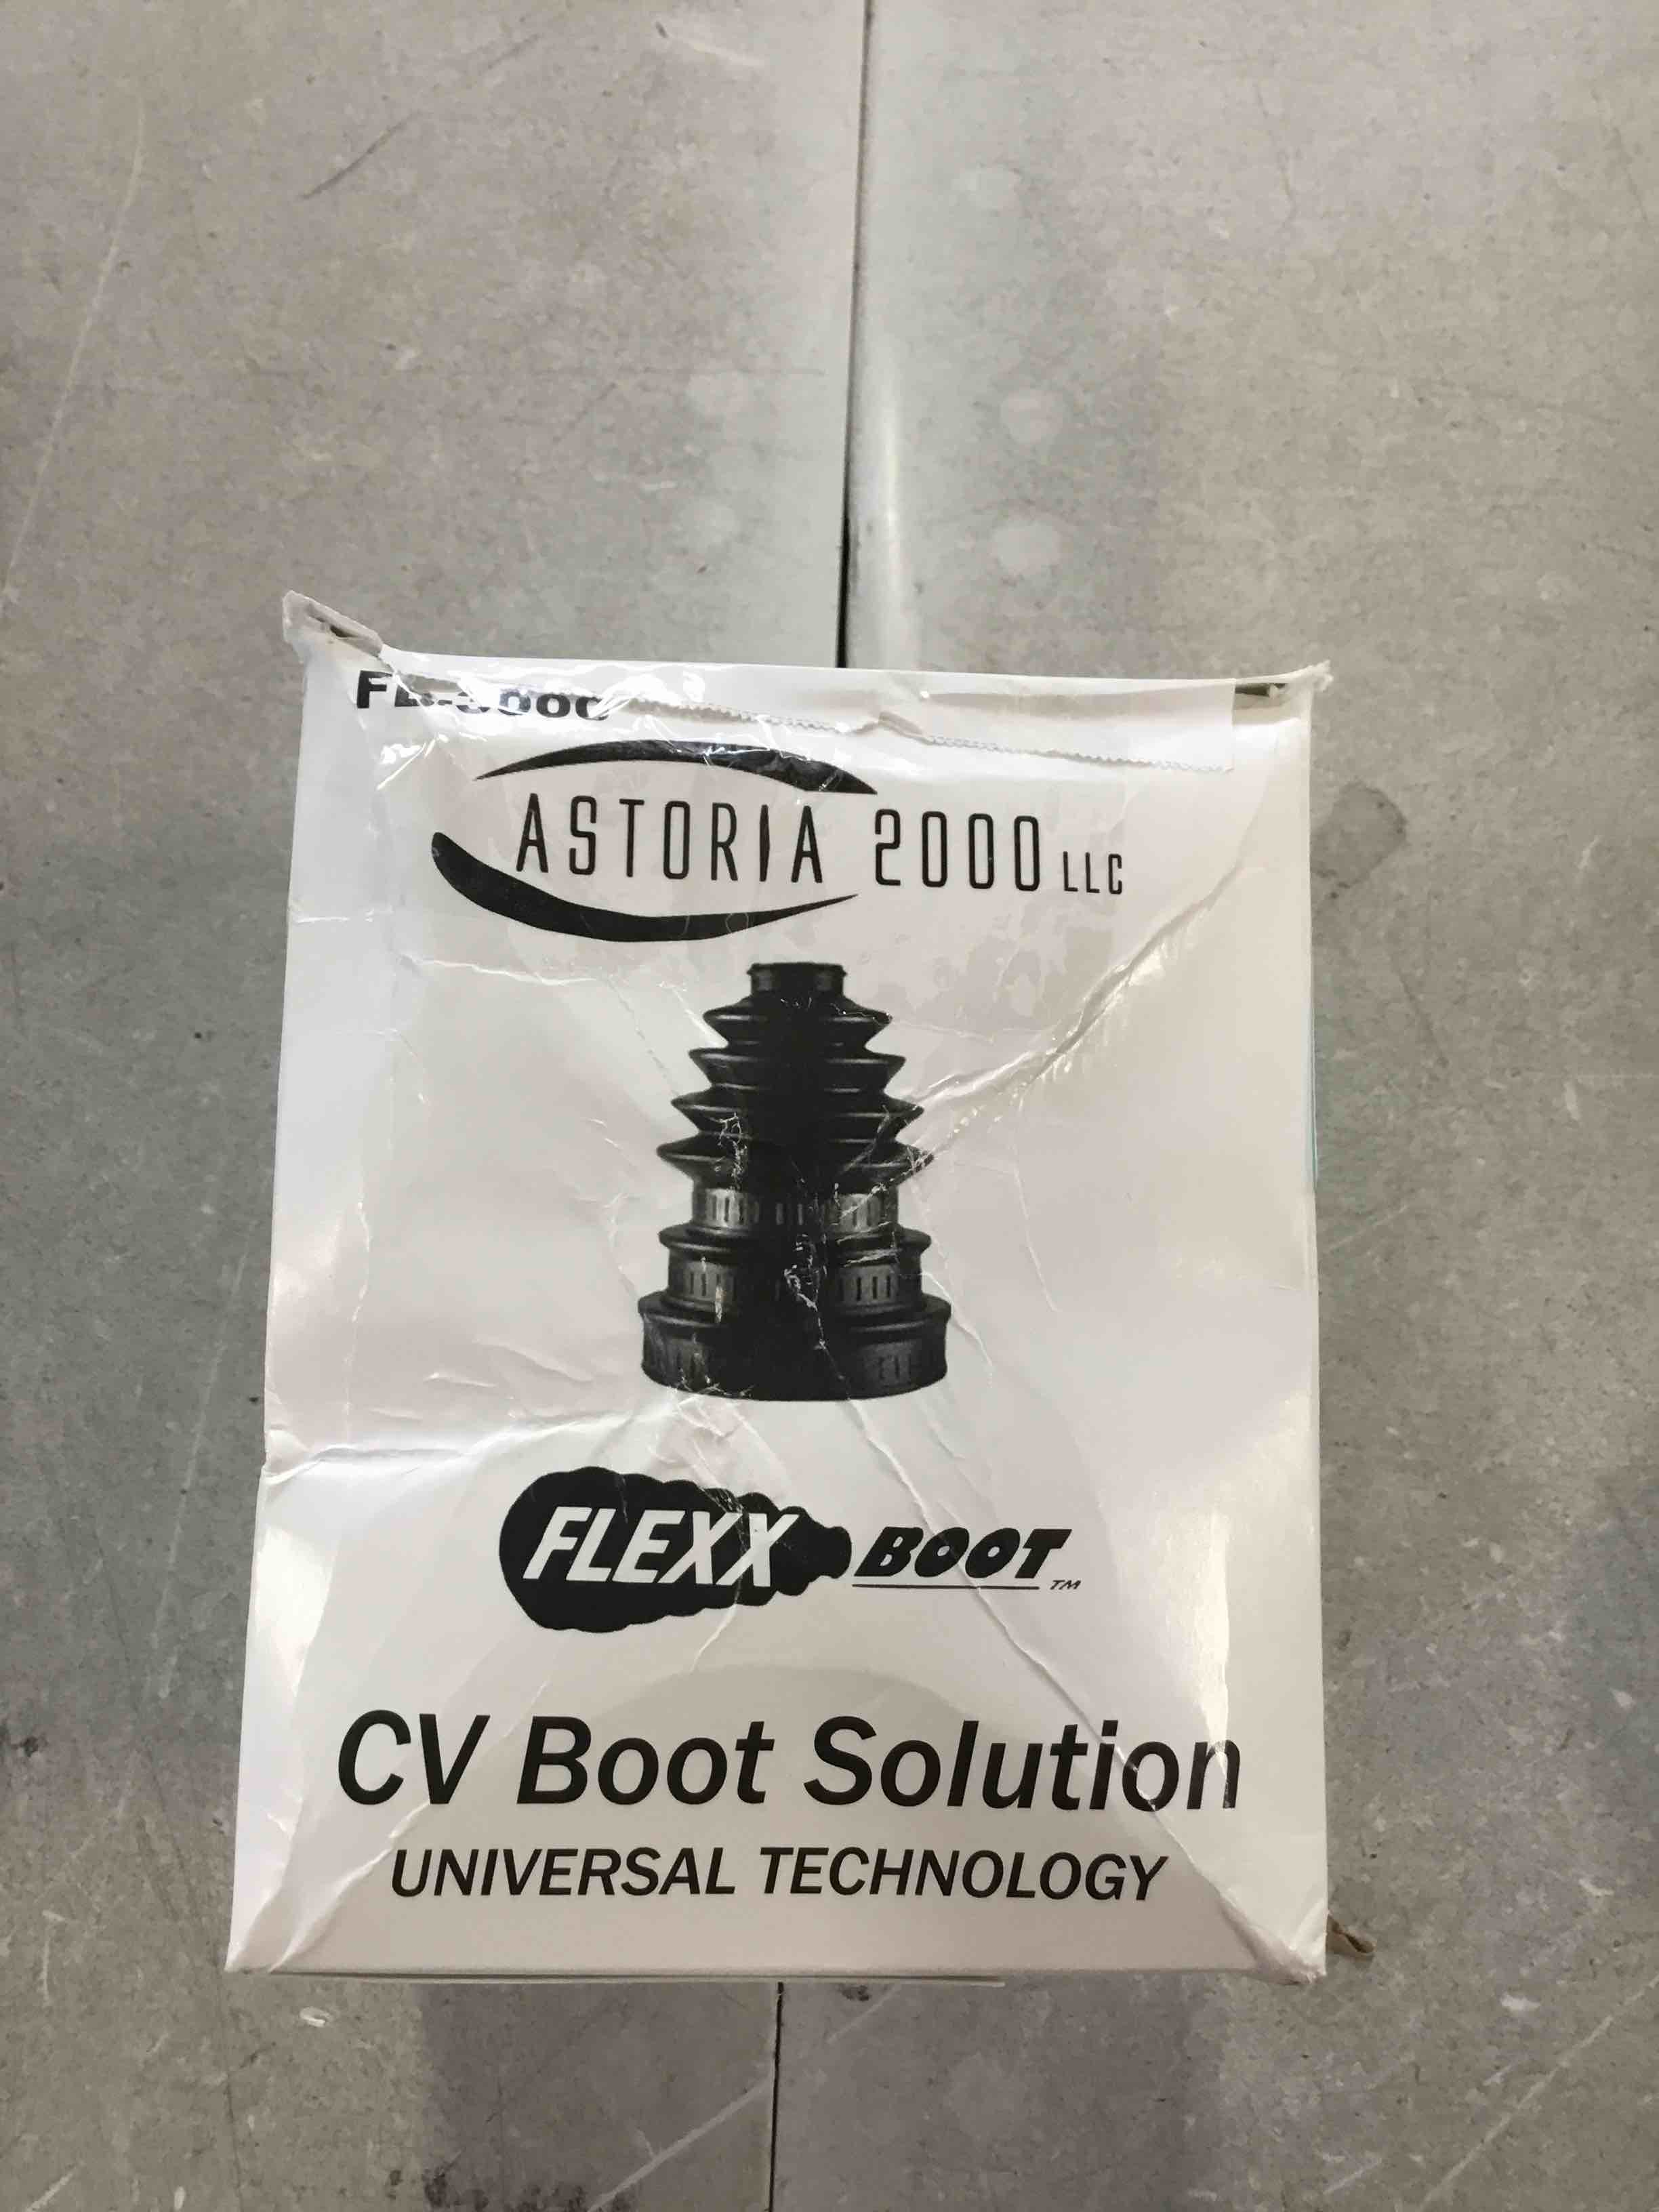 ASTORIA 2000 LLC
FLEXX BOOT TM
CV Boot Solution
UNIVERSAL TECHNOLOGY